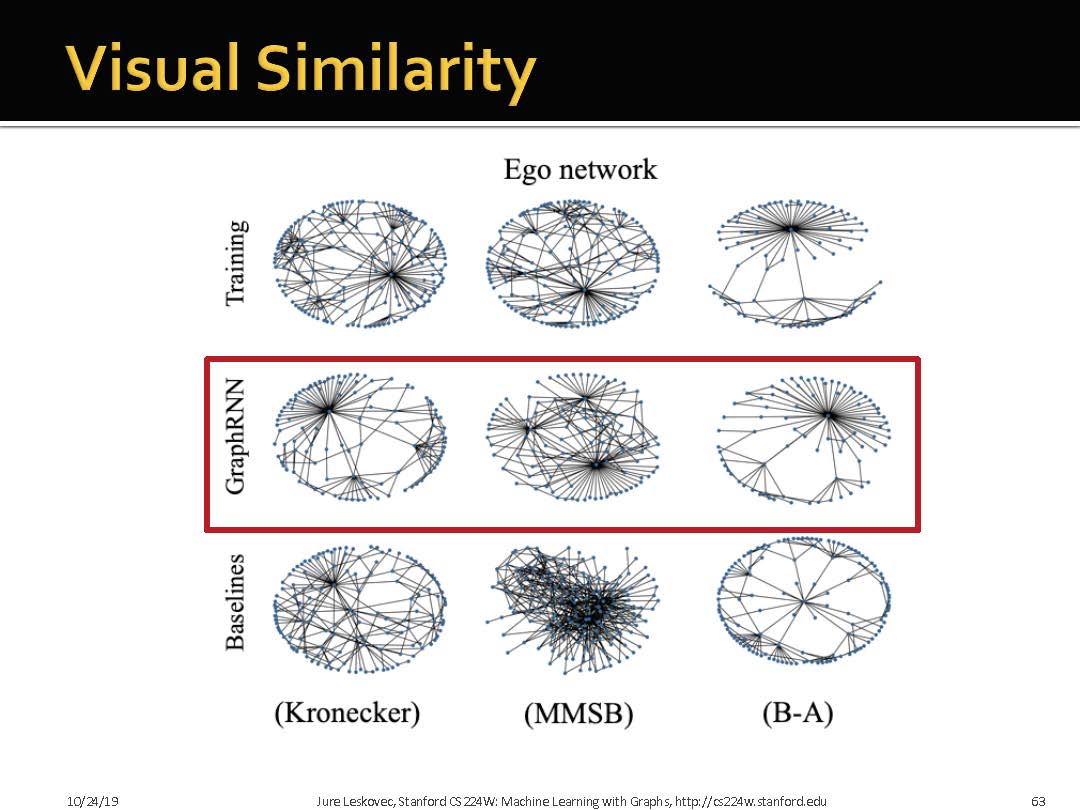 Visual Similarity
Ego network
Training
GraphRNN
Baselines
(Kronecker) (MMSB) (B-A)
10/24/19 Jure Leskovec, Stanford CS224W: Machine Learning with Graphs, http://cs224w.stanford.edu 63